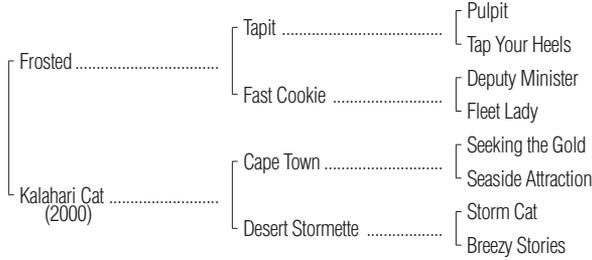 Pulpit
Tapit ........................................
Tap Your Heels
Frosted ...................................
Deputy Minister
Fast Cookie ...........................
Fleet Lady
Seeking the Gold
Cape Town .............................
Seaside Attraction
Kalahari Cat ...........................
(2000)
Storm Cat
Desert Stormette ..................
Breezy Stories